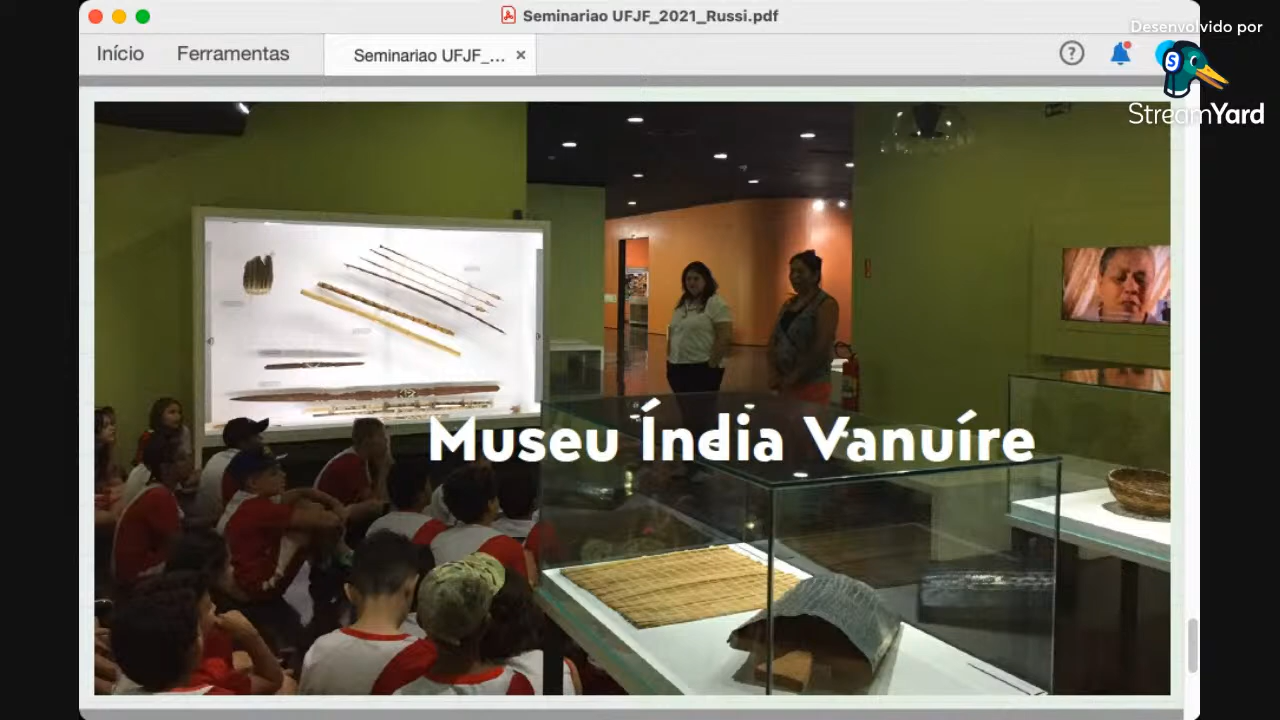 Seminariao UFJF_2021_Russi.pdf
Desenvolvido por
Início
Ferramentas
Seminariao UFJF_...
StreamYard
Museu Índia Vanuíre